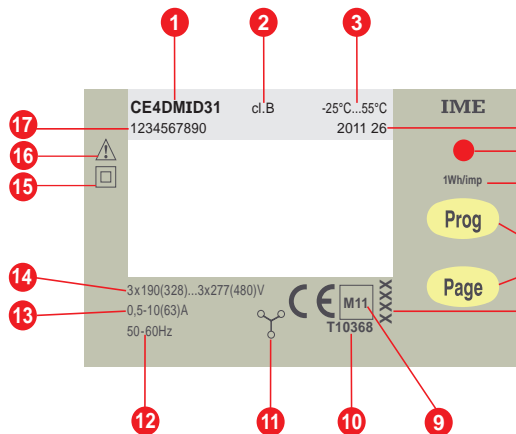 1 2 3
CE4DMID31 cl.B -25°C...55°C IME
17 1234567890 2011 26
16
15 1Wh/imp
Prog
14 3x190(328)...3x277(480)V Page
13 0,5-10(63)A CE M11 XXXX
50-60Hz T10368
12 11 10 9